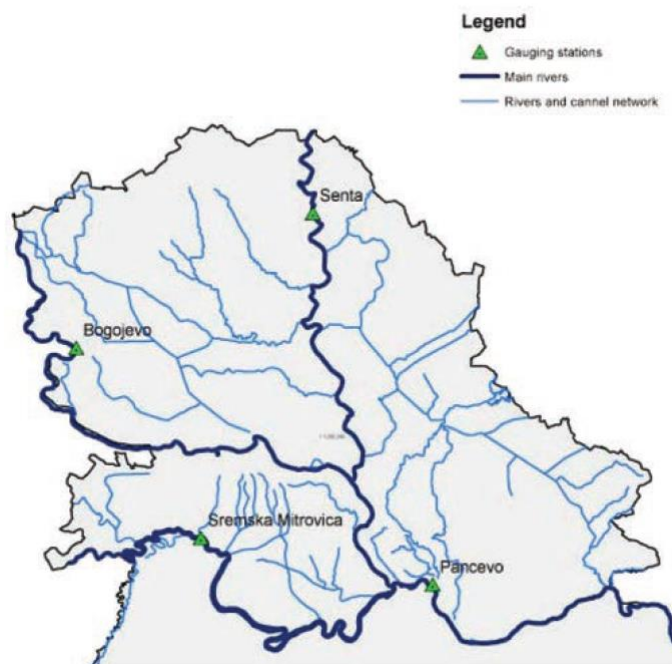 Legend
Gauging stations
Main rivers
Rivers and cannel network
Senta
Bogojevo
Sremska Mitrovica
Pancevo